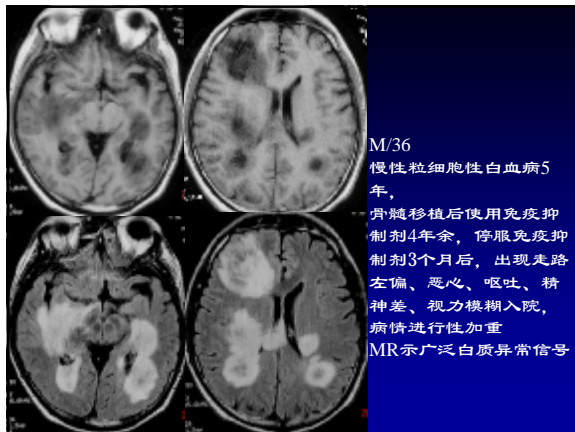 M/36
慢性粒细胞性白血病5
年，
骨髓移植后使用免疫抑
制剂4年余，停服免疫抑
制剂3个月后，出现走路
左偏、恶心、呕吐、精
神差、视力模糊入院，
病情进行性加重
MR示广泛白质异常信号